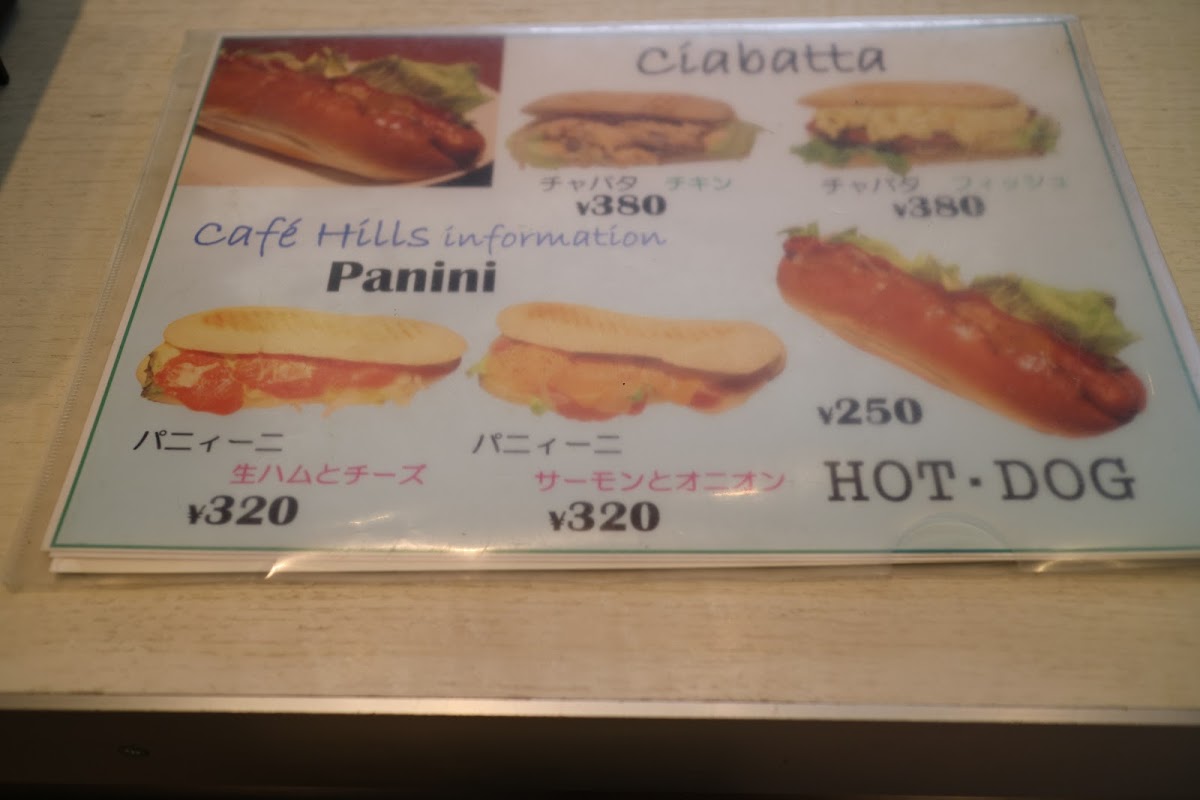 Ciabatta
チャバタ チキン
¥380
チャバタ フィッシュ
¥380
Café Hills information
Panini
パニィーニ
生ハムとチーズ
¥320
パニィーニ
サーモンとオニオン
¥320
¥250
HOT・DOG